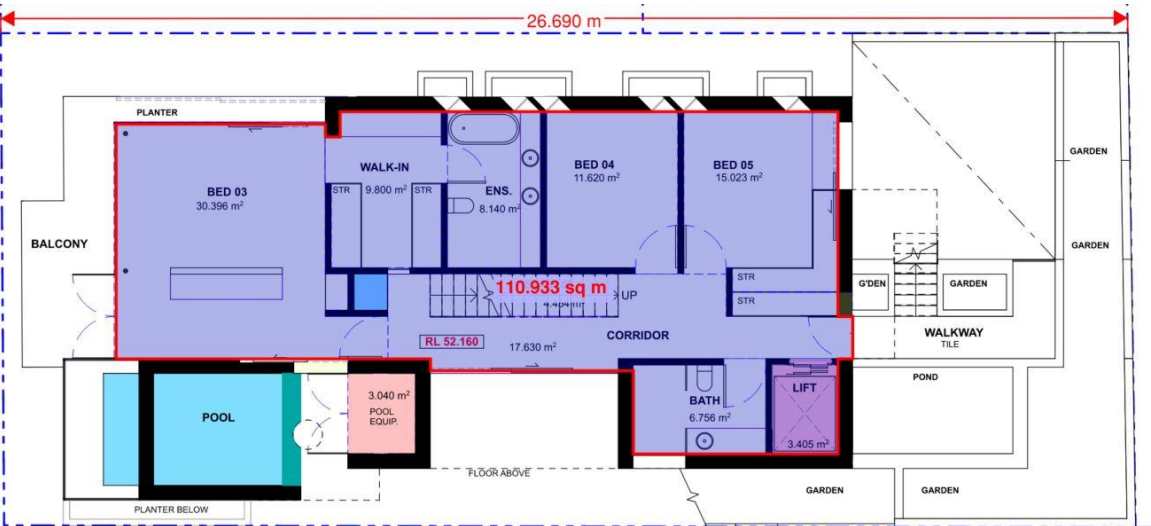 26.690 m
PLANTER
GARDEN
WALK-IN
BED 03
30.396 m²
STR
9.800 m²
STR
ENS.
8.140 m²
BED 04
11.620 m²
BED 05
15.023 m²
BALCONY
GARDEN
STR
110.933 sq m
UP
STR
G'DEN
GARDEN
RL 52.160
17.630 m²
CORRIDOR
WALKWAY
TILE
POND
POOL
3.040 m²
POOL
EQUIP.
BATH
6.756 m²
LIFT
3.405 m²
FLOOR ABOVE
GARDEN
GARDEN
PLANTER BELOW